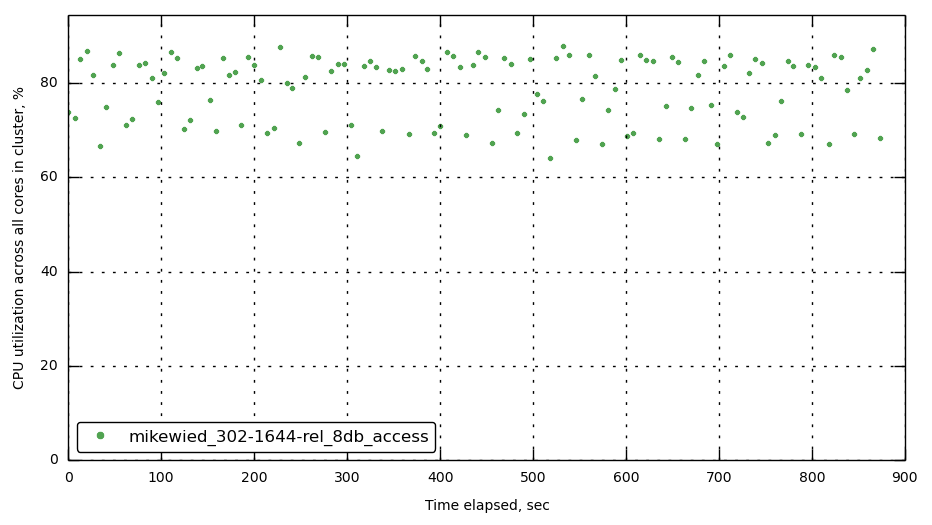 CPU utilization across all cores in cluster, %
80
60
40
20
0
mikewied_302-1644-rel_8db_access
0 100 200 300 400 500 600 700 800 900
Time elapsed, sec